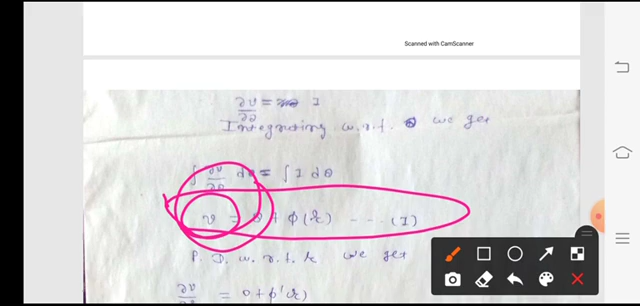 Scanned with CamScanner
∂v/∂θ = 1
Integrating w.r.t. θ we get
∫ ∂v/∂θ dθ = ∫ 1 dθ
v = θ + φ(r) --- (I)
P. D. w.r.t. r we get
∂v/∂r = 0 + φ'(r)